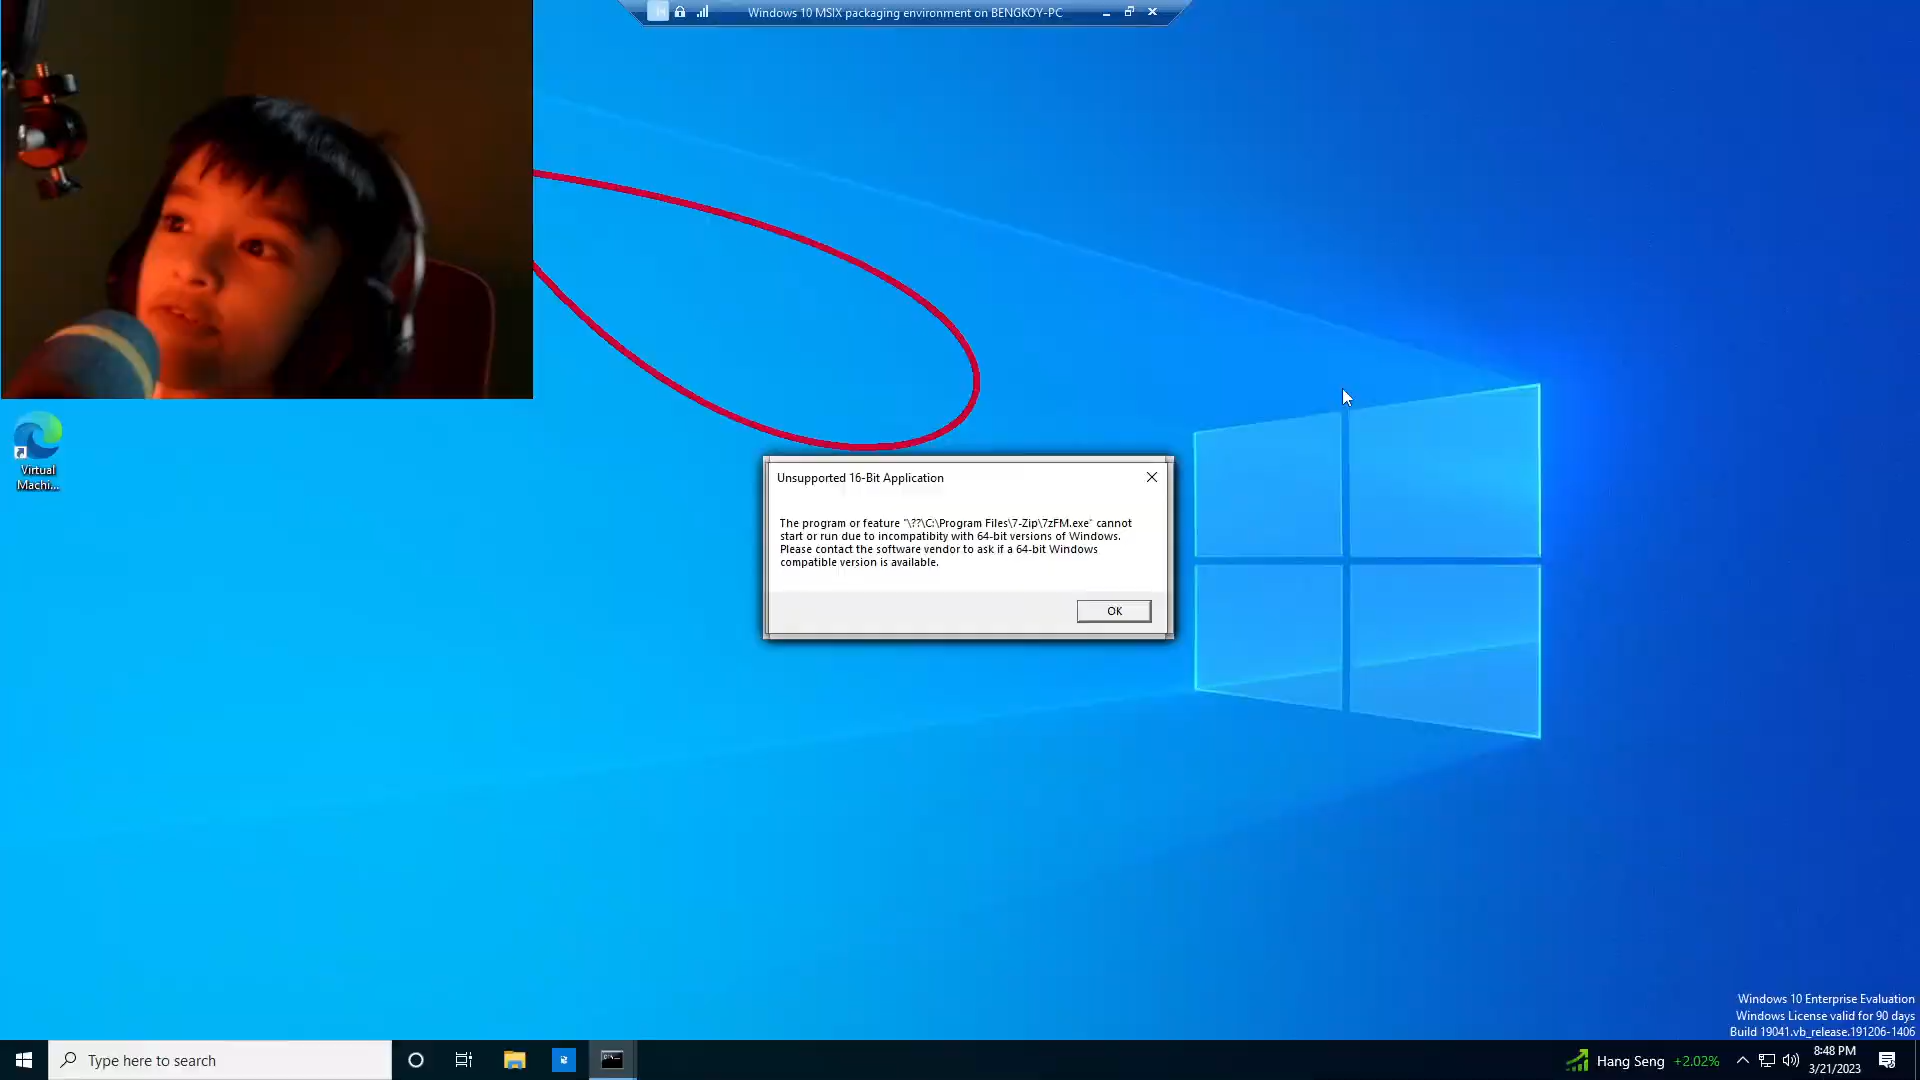 Windows 10 MSIX packaging environment on BENGKOY-PC
Virtual
Machi...
Unsupported 16-Bit Application
The program or feature "\??\C:\Program Files\7-Zip\7zFM.exe" cannot
start or run due to incompatibity with 64-bit versions of Windows.
Please contact the software vendor to ask if a 64-bit Windows
compatible version is available.
OK
Windows 10 Enterprise Evaluation
Windows License valid for 90 days
Build 19041.vb_release.191206-1406
Type here to search
Hang Seng +2.02%
8:48 PM
3/21/2023